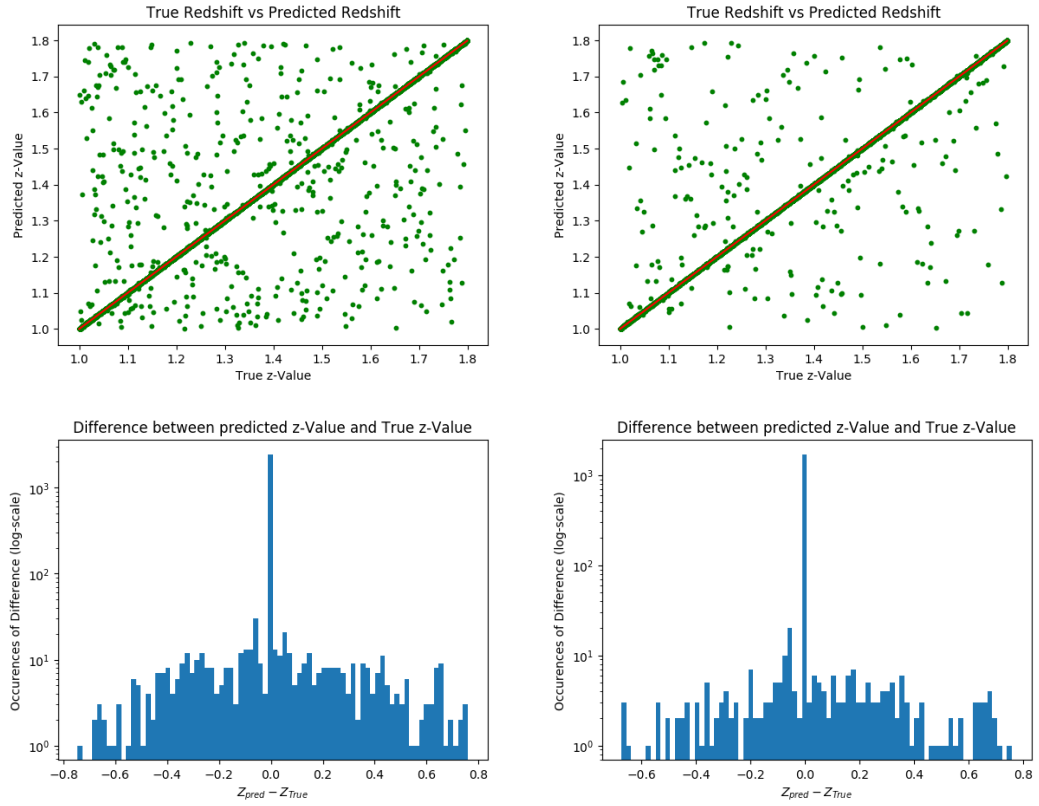 True Redshift vs Predicted Redshift
1.8
1.7
1.6
1.5
1.4
1.3
1.2
1.1
1.0
Predicted z-Value
1.0 1.1 1.2 1.3 1.4 1.5 1.6 1.7 1.8
True z-Value
True Redshift vs Predicted Redshift
1.8
1.7
1.6
1.5
1.4
1.3
1.2
1.1
1.0
Predicted z-Value
1.0 1.1 1.2 1.3 1.4 1.5 1.6 1.7 1.8
True z-Value
Difference between predicted z-Value and True z-Value
10³
10²
10¹
10⁰
Occurences of Difference (log-scale)
−0.8 −0.6 −0.4 −0.2 0.0 0.2 0.4 0.6 0.8
Z_pred − Z_True
Difference between predicted z-Value and True z-Value
10³
10²
10¹
10⁰
Occurences of Difference (log-scale)
−0.6 −0.4 −0.2 0.0 0.2 0.4 0.6 0.8
Z_pred − Z_True